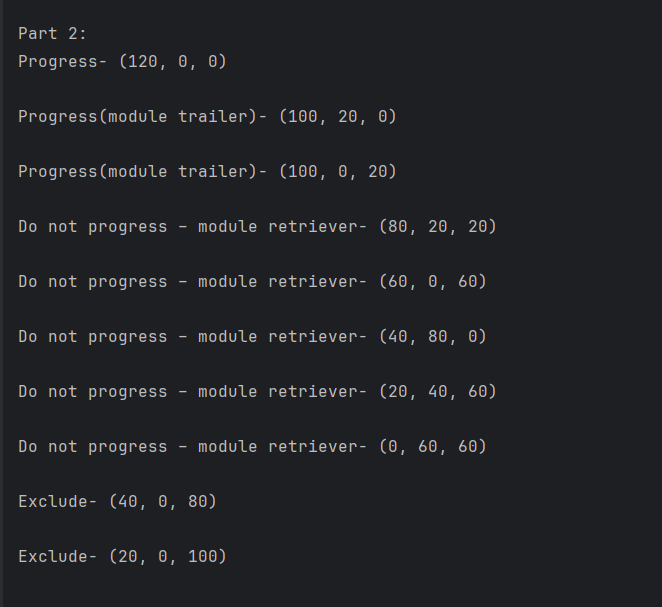 Part 2:
Progress- (120, 0, 0)
Progress(module trailer)- (100, 20, 0)
Progress(module trailer)- (100, 0, 20)
Do not progress – module retriever- (80, 20, 20)
Do not progress – module retriever- (60, 0, 60)
Do not progress – module retriever- (40, 80, 0)
Do not progress – module retriever- (20, 40, 60)
Do not progress – module retriever- (0, 60, 60)
Exclude- (40, 0, 80)
Exclude- (20, 0, 100)